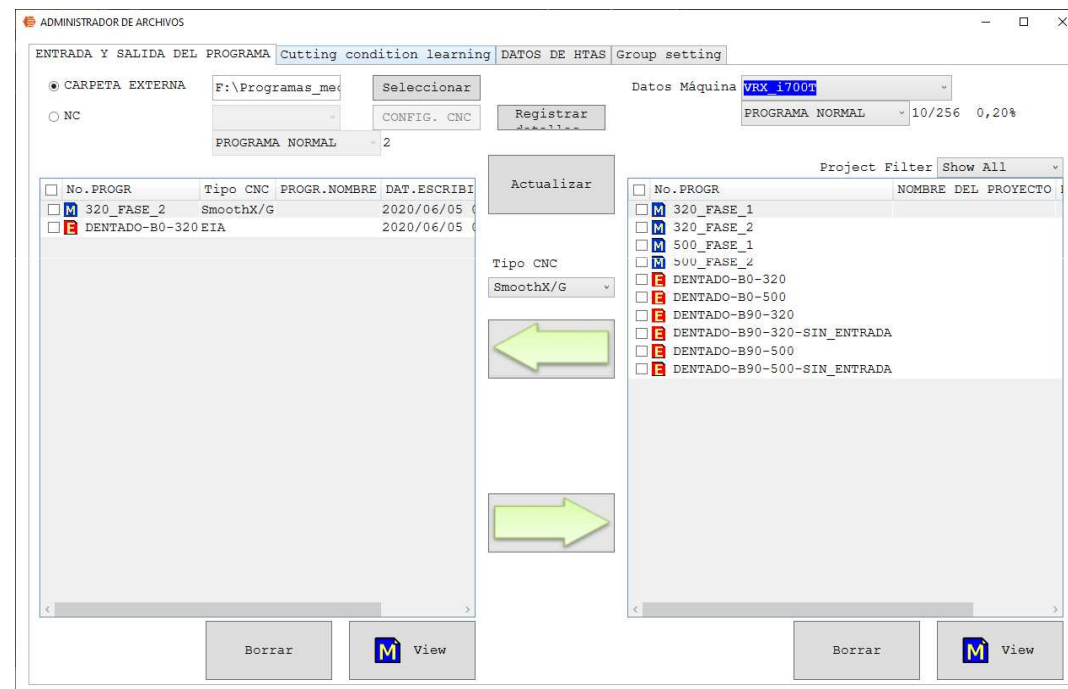 ADMINISTRADOR DE ARCHIVOS
ENTRADA Y SALIDA DEL PROGRAMA Cutting condition learning DATOS DE HTAS Group setting
CARPETA EXTERNA F:\Programas_mec Seleccionar
NC CONFIG. CNC Registrar detalles
PROGRAMA NORMAL 2
Datos Máquina VRX_i700T
PROGRAMA NORMAL 10/256 0,20%
Project Filter Show All
No.PROGR Tipo CNC PROGR.NOMBRE DAT.ESCRIBI
M 320_FASE_2 SmoothX/G 2020/06/05
E DENTADO-B0-320 EIA 2020/06/05
Borrar
M View
Actualizar
Tipo CNC
SmoothX/G
No.PROGR NOMBRE DEL PROYECTO
M 320_FASE_1
M 320_FASE_2
M 500_FASE_1
M 500_FASE_2
E DENTADO-B0-320
E DENTADO-B0-500
E DENTADO-B90-320
E DENTADO-B90-320-SIN_ENTRADA
E DENTADO-B90-500
E DENTADO-B90-500-SIN_ENTRADA
Borrar
M View